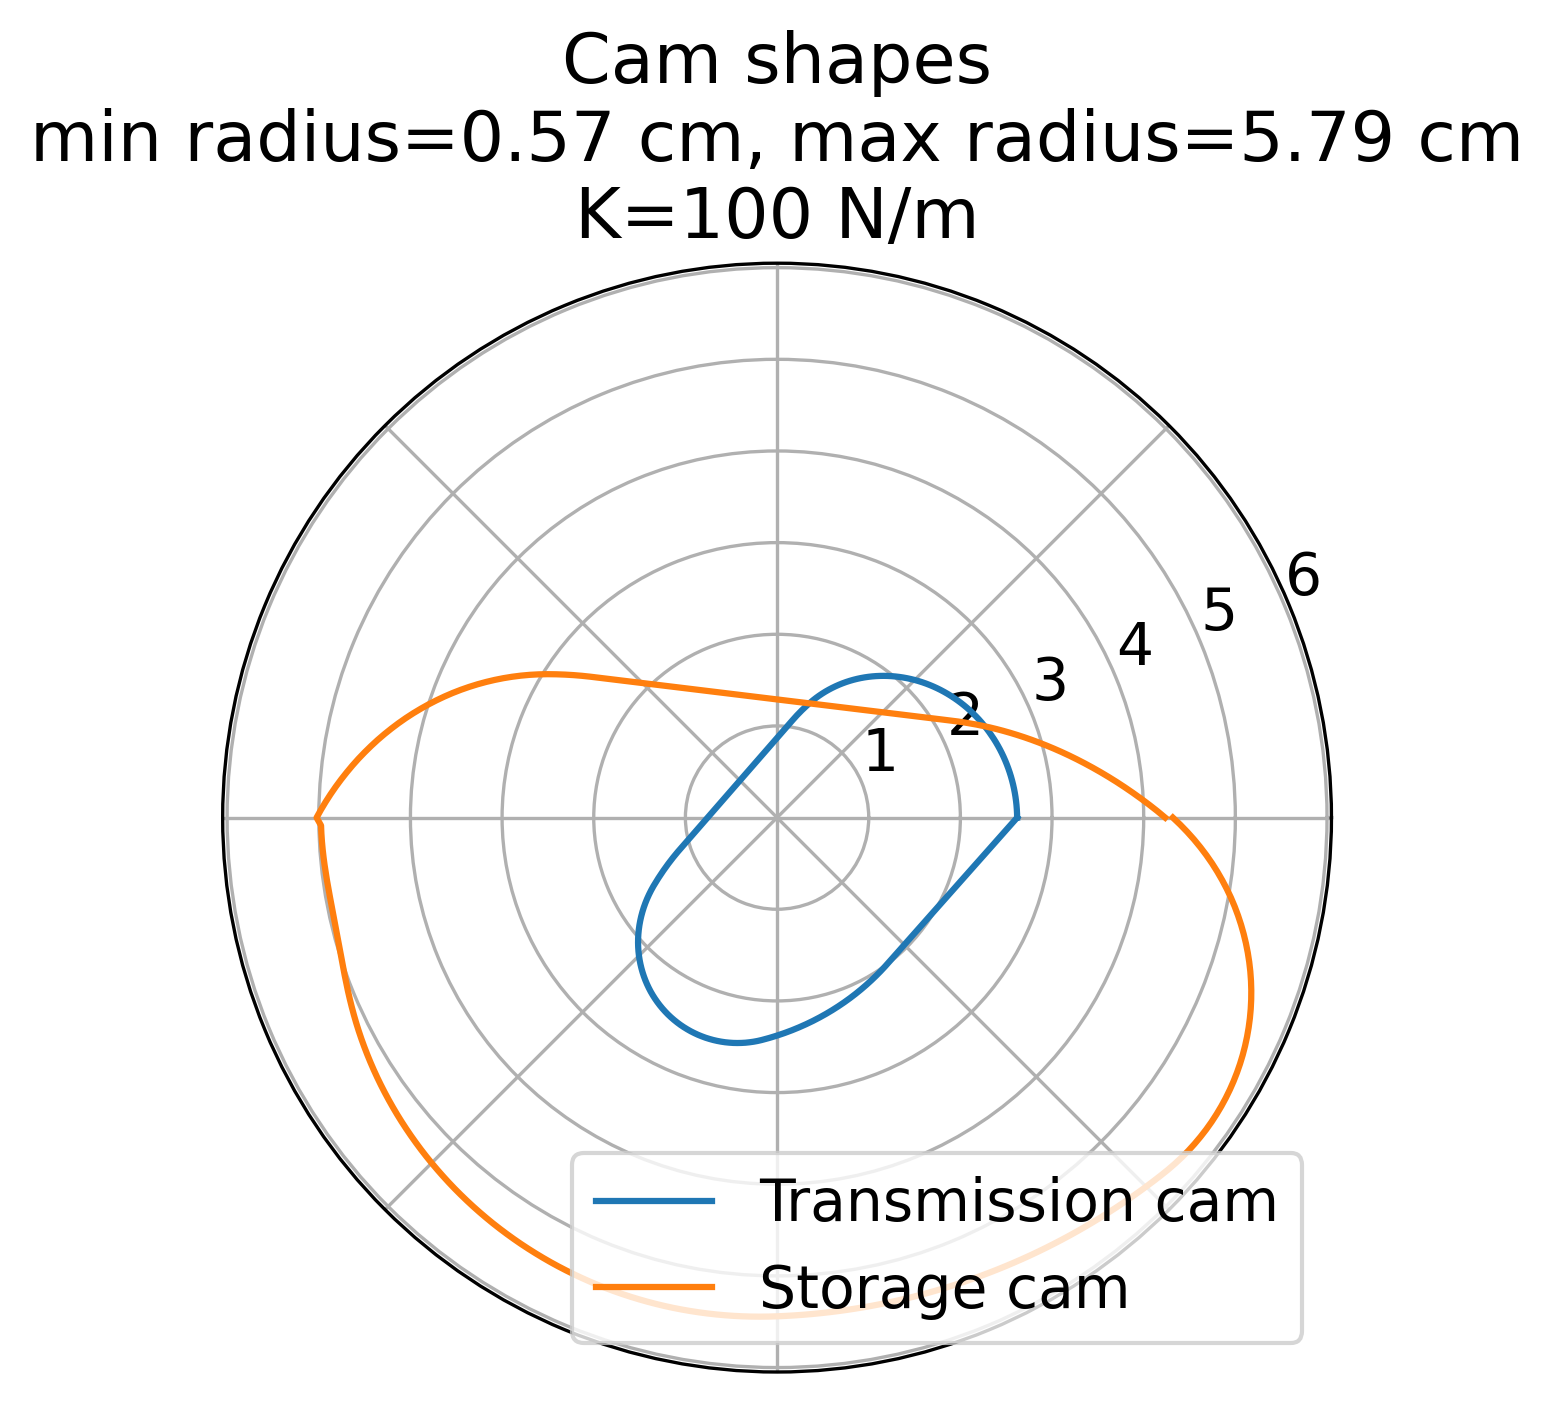 Cam shapes
min radius=0.57 cm, max radius=5.79 cm
K=100 N/m
6
5
4
3
2
1
Transmission cam
Storage cam